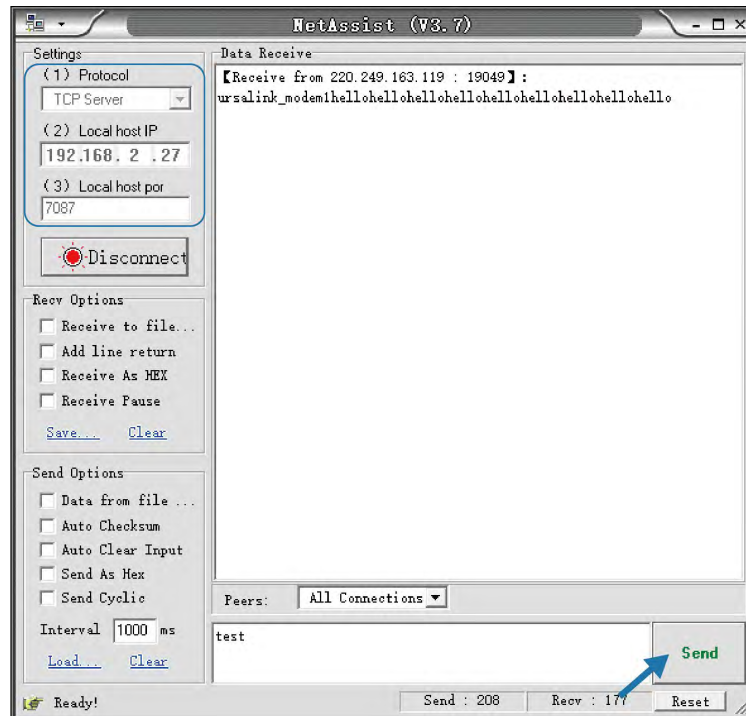 NetAssist (V3.7)
Settings
(1) Protocol
TCP Server
(2) Local host IP
192.168. 2 .27
(3) Local host por
7087
Disconnect
Recv Options
Receive to file...
Add line return
Receive As HEX
Receive Pause
Save... Clear
Send Options
Data from file ...
Auto Checksum
Auto Clear Input
Send As Hex
Send Cyclic
Interval 1000 ms
Load... Clear
Data Receive
【Receive from 220.249.163.119 : 19049】:
ursalink_modem1hellohellohellohellohellohellohellohellohello
Peers: All Connections
test
Send
Ready!
Send : 208 Recv : 177 Reset